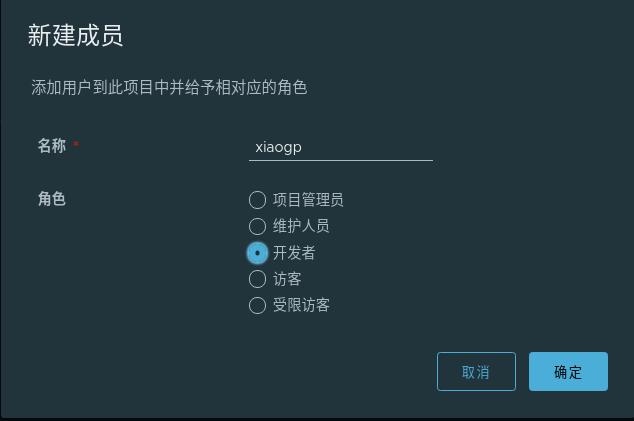 新建成员
添加用户到此项目中并给予相对应的角色
名称 *
xiaogp
角色
项目管理员
维护人员
开发者
访客
受限访客
取消
确定